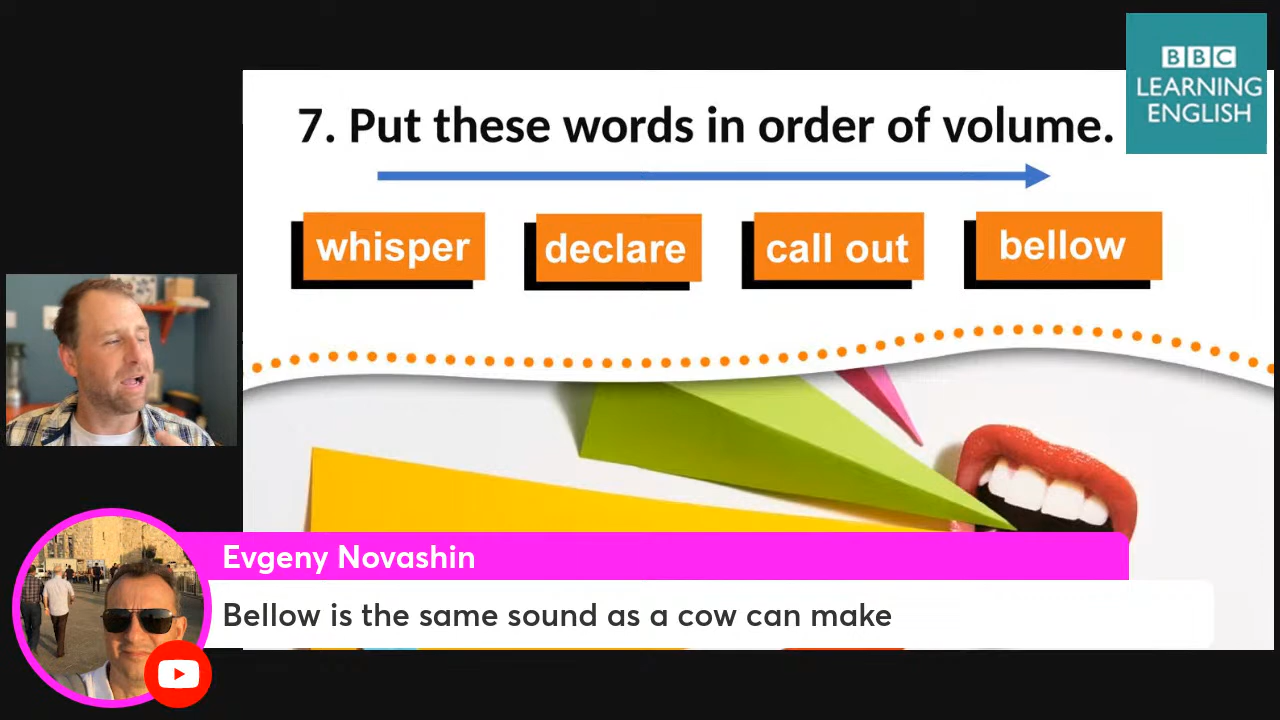 7. Put these words in order of volume.
BBC
LEARNING
ENGLISH
whisper declare call out bellow
Evgeny Novashin
Bellow is the same sound as a cow can make